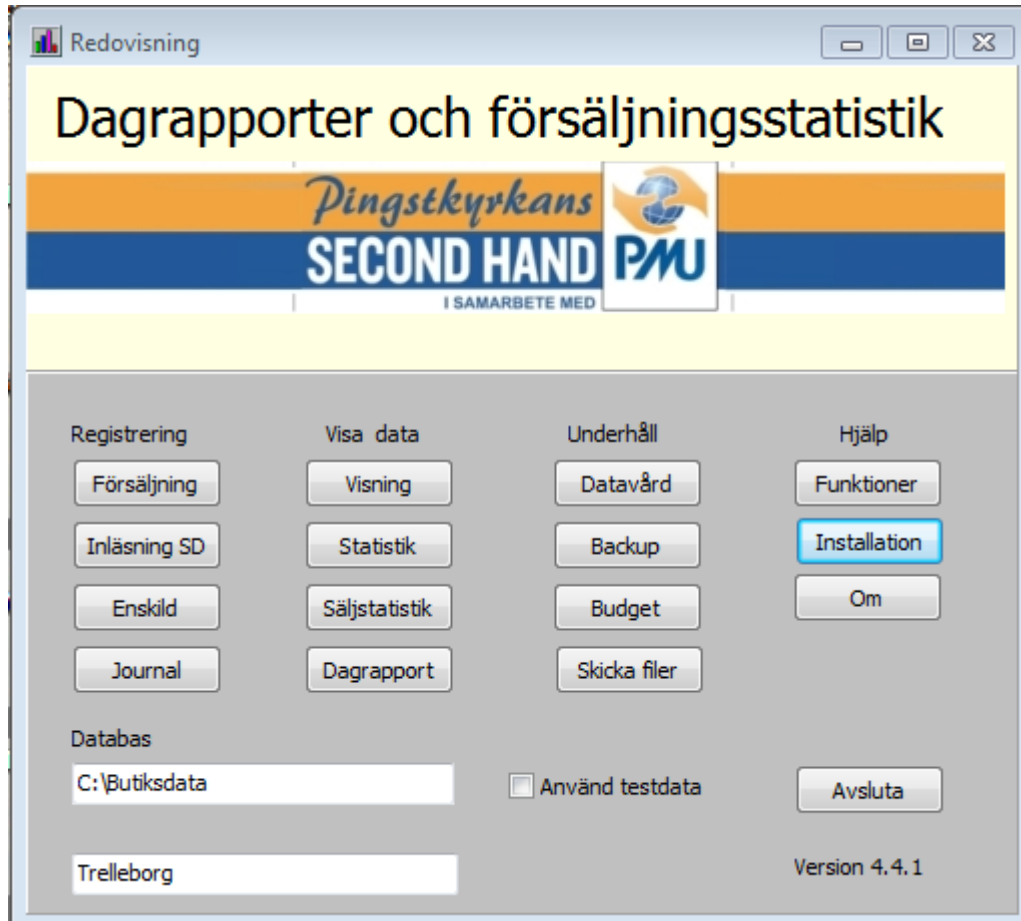 Redovisning
Dagrapporter och försäljningsstatistik
Pingstkyrkans
SECOND HAND
PMU
I SAMARBETE MED
Registrering
Visa data
Underhåll
Hjälp
Försäljning
Visning
Datavård
Funktioner
Inläsning SD
Statistik
Backup
Installation
Enskild
Säljstatistik
Budget
Om
Journal
Dagrapport
Skicka filer
Databas
C:\Butiksdata
Använd testdata
Avsluta
Trelleborg
Version 4.4.1